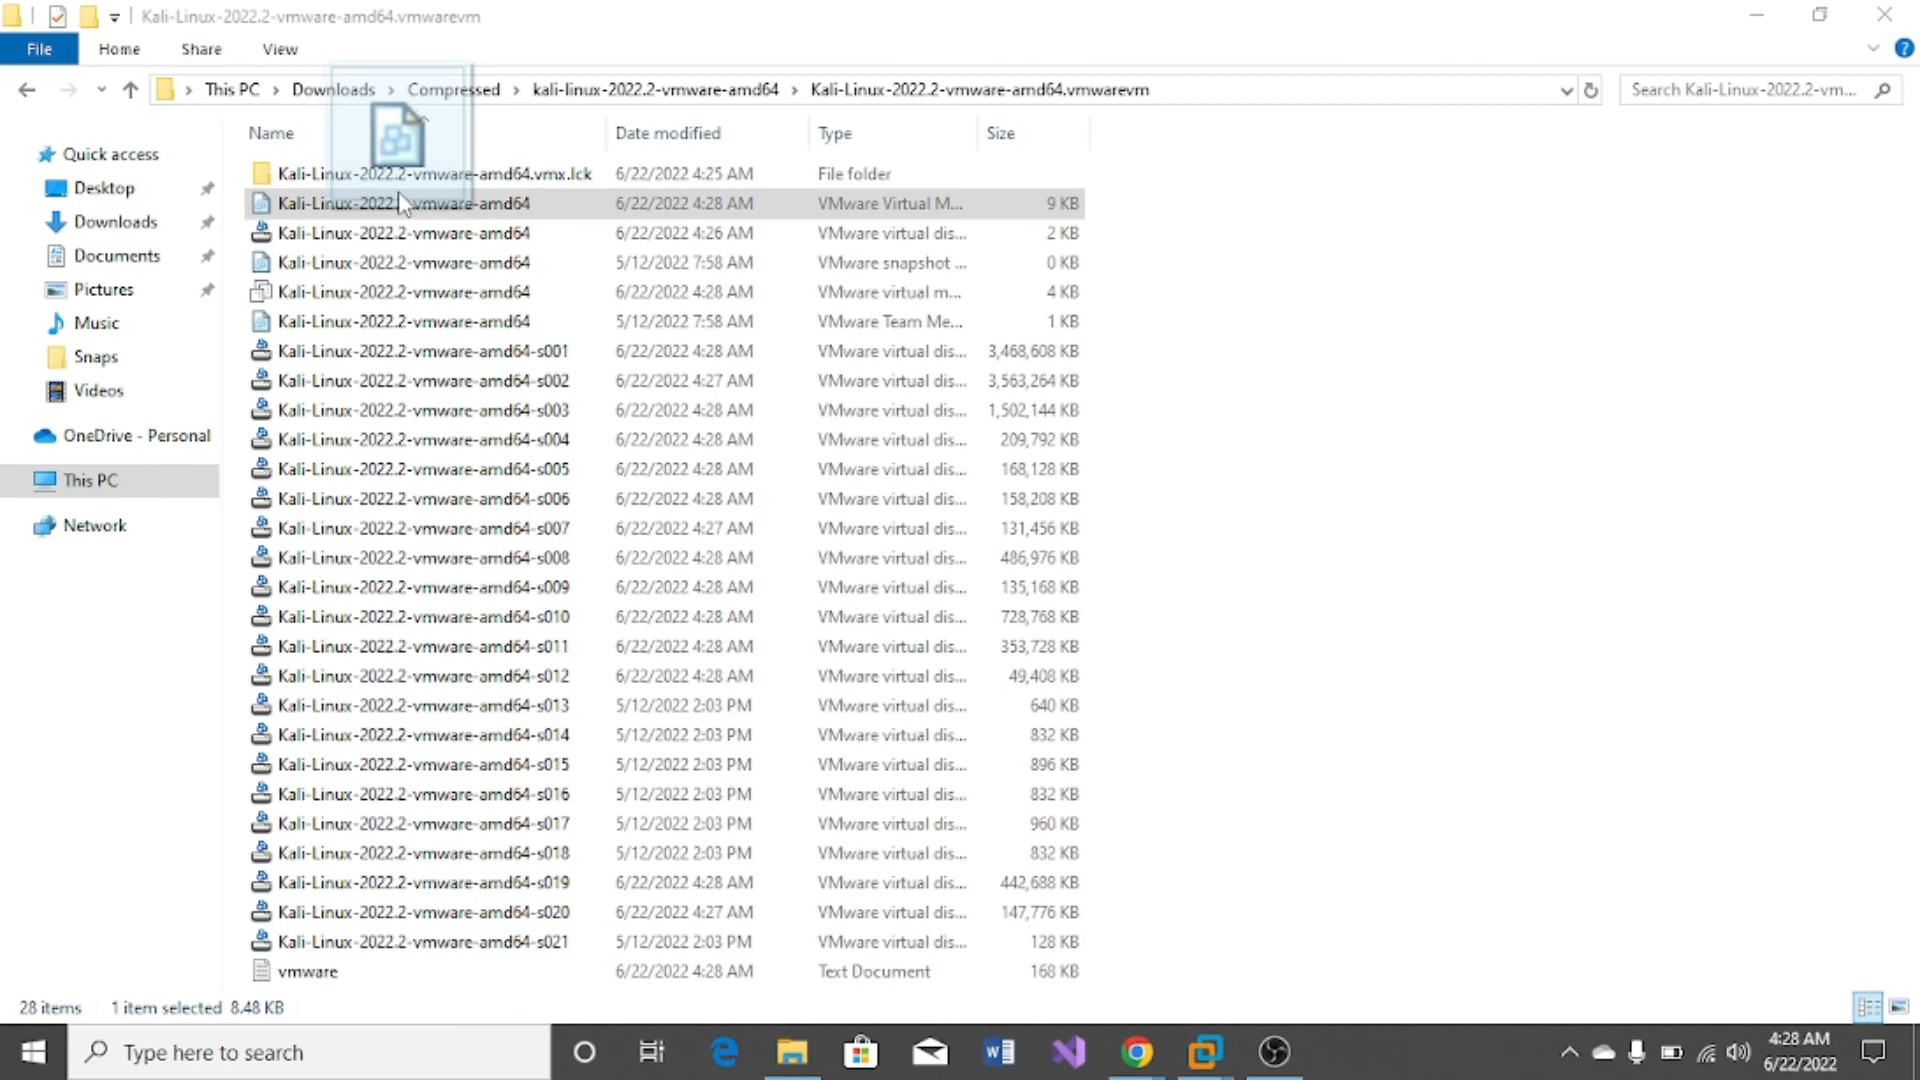 Kali-Linux-2022.2-vmware-amd64.vmwarevm
File Home Share View
This PC Downloads Compressed kali-linux-2022.2-vmware-amd64 Kali-Linux-2022.2-vmware-amd64.vmwarevm Search Kali-Linux-2022.2-vm...
Name Date modified Type Size
Quick access
Desktop
Downloads
Documents
Pictures
Music
Snaps
Videos
OneDrive - Personal
This PC
Network
Kali-Linux-2022.2-vmware-amd64.vmx.lck 6/22/2022 4:25 AM File folder
Kali-Linux-2022.2-vmware-amd64 6/22/2022 4:28 AM VMware Virtual M... 9 KB
Kali-Linux-2022.2-vmware-amd64 6/22/2022 4:26 AM VMware virtual dis... 2 KB
Kali-Linux-2022.2-vmware-amd64 5/12/2022 7:58 AM VMware snapshot ... 0 KB
Kali-Linux-2022.2-vmware-amd64 6/22/2022 4:28 AM VMware virtual m... 4 KB
Kali-Linux-2022.2-vmware-amd64 5/12/2022 7:58 AM VMware Team Me... 1 KB
Kali-Linux-2022.2-vmware-amd64-s001 6/22/2022 4:28 AM VMware virtual dis... 3,468,608 KB
Kali-Linux-2022.2-vmware-amd64-s002 6/22/2022 4:27 AM VMware virtual dis... 3,563,264 KB
Kali-Linux-2022.2-vmware-amd64-s003 6/22/2022 4:28 AM VMware virtual dis... 1,502,144 KB
Kali-Linux-2022.2-vmware-amd64-s004 6/22/2022 4:28 AM VMware virtual dis... 209,792 KB
Kali-Linux-2022.2-vmware-amd64-s005 6/22/2022 4:28 AM VMware virtual dis... 168,128 KB
Kali-Linux-2022.2-vmware-amd64-s006 6/22/2022 4:28 AM VMware virtual dis... 158,208 KB
Kali-Linux-2022.2-vmware-amd64-s007 6/22/2022 4:27 AM VMware virtual dis... 131,456 KB
Kali-Linux-2022.2-vmware-amd64-s008 6/22/2022 4:28 AM VMware virtual dis... 486,976 KB
Kali-Linux-2022.2-vmware-amd64-s009 6/22/2022 4:28 AM VMware virtual dis... 135,168 KB
Kali-Linux-2022.2-vmware-amd64-s010 6/22/2022 4:28 AM VMware virtual dis... 728,768 KB
Kali-Linux-2022.2-vmware-amd64-s011 6/22/2022 4:28 AM VMware virtual dis... 353,728 KB
Kali-Linux-2022.2-vmware-amd64-s012 6/22/2022 4:28 AM VMware virtual dis... 49,408 KB
Kali-Linux-2022.2-vmware-amd64-s013 5/12/2022 2:03 PM VMware virtual dis... 640 KB
Kali-Linux-2022.2-vmware-amd64-s014 5/12/2022 2:03 PM VMware virtual dis... 832 KB
Kali-Linux-2022.2-vmware-amd64-s015 5/12/2022 2:03 PM VMware virtual dis... 896 KB
Kali-Linux-2022.2-vmware-amd64-s016 5/12/2022 2:03 PM VMware virtual dis... 832 KB
Kali-Linux-2022.2-vmware-amd64-s017 5/12/2022 2:03 PM VMware virtual dis... 960 KB
Kali-Linux-2022.2-vmware-amd64-s018 5/12/2022 2:03 PM VMware virtual dis... 832 KB
Kali-Linux-2022.2-vmware-amd64-s019 6/22/2022 4:28 AM VMware virtual dis... 442,688 KB
Kali-Linux-2022.2-vmware-amd64-s020 6/22/2022 4:27 AM VMware virtual dis... 147,776 KB
Kali-Linux-2022.2-vmware-amd64-s021 5/12/2022 2:03 PM VMware virtual dis... 128 KB
vmware 6/22/2022 4:28 AM Text Document 168 KB
28 items 1 item selected 8.48 KB
Type here to search
4:28 AM
6/22/2022